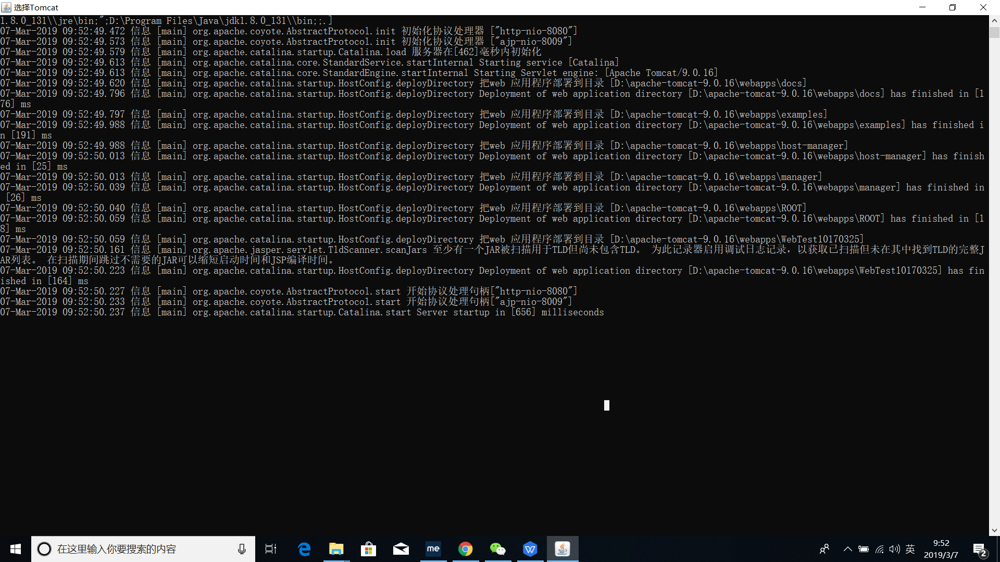 选择Tomcat
1.8.0_131\\jre\bin;";D:\Program Files\Java\jdk1.8.0_131\\bin;;.]
07-Mar-2019 09:52:49.472 信息 [main] org.apache.coyote.AbstractProtocol.init 初始化协议处理器 ["http-nio-8080"]
07-Mar-2019 09:52:49.573 信息 [main] org.apache.coyote.AbstractProtocol.init 初始化协议处理器 ["ajp-nio-8009"]
07-Mar-2019 09:52:49.579 信息 [main] org.apache.catalina.startup.Catalina.load 服务器在[462]毫秒内初始化
07-Mar-2019 09:52:49.613 信息 [main] org.apache.catalina.core.StandardService.startInternal Starting service [Catalina]
07-Mar-2019 09:52:49.613 信息 [main] org.apache.catalina.core.StandardEngine.startInternal Starting Servlet engine: [Apache Tomcat/9.0.16]
07-Mar-2019 09:52:49.620 信息 [main] org.apache.catalina.startup.HostConfig.deployDirectory 把web 应用程序部署到目录 [D:\apache-tomcat-9.0.16\webapps\docs]
07-Mar-2019 09:52:49.796 信息 [main] org.apache.catalina.startup.HostConfig.deployDirectory Deployment of web application directory [D:\apache-tomcat-9.0.16\webapps\docs] has finished in [1
76] ms
07-Mar-2019 09:52:49.797 信息 [main] org.apache.catalina.startup.HostConfig.deployDirectory 把web 应用程序部署到目录 [D:\apache-tomcat-9.0.16\webapps\examples]
07-Mar-2019 09:52:49.988 信息 [main] org.apache.catalina.startup.HostConfig.deployDirectory Deployment of web application directory [D:\apache-tomcat-9.0.16\webapps\examples] has finished i
n [191] ms
07-Mar-2019 09:52:49.988 信息 [main] org.apache.catalina.startup.HostConfig.deployDirectory 把web 应用程序部署到目录 [D:\apache-tomcat-9.0.16\webapps\host-manager]
07-Mar-2019 09:52:50.013 信息 [main] org.apache.catalina.startup.HostConfig.deployDirectory Deployment of web application directory [D:\apache-tomcat-9.0.16\webapps\host-manager] has finish
ed in [25] ms
07-Mar-2019 09:52:50.013 信息 [main] org.apache.catalina.startup.HostConfig.deployDirectory 把web 应用程序部署到目录 [D:\apache-tomcat-9.0.16\webapps\manager]
07-Mar-2019 09:52:50.039 信息 [main] org.apache.catalina.startup.HostConfig.deployDirectory Deployment of web application directory [D:\apache-tomcat-9.0.16\webapps\manager] has finished in
[26] ms
07-Mar-2019 09:52:50.040 信息 [main] org.apache.catalina.startup.HostConfig.deployDirectory 把web 应用程序部署到目录 [D:\apache-tomcat-9.0.16\webapps\ROOT]
07-Mar-2019 09:52:50.059 信息 [main] org.apache.catalina.startup.HostConfig.deployDirectory Deployment of web application directory [D:\apache-tomcat-9.0.16\webapps\ROOT] has finished in [1
8] ms
07-Mar-2019 09:52:50.059 信息 [main] org.apache.catalina.startup.HostConfig.deployDirectory 把web 应用程序部署到目录 [D:\apache-tomcat-9.0.16\webapps\WebTest10170325]
07-Mar-2019 09:52:50.161 信息 [main] org.apache.jasper.servlet.TldScanner.scanJars 至少有一个JAR被扫描用于TLD但尚未包含TLD。 为此记录器启用调试日志记录，以获取已扫描但未在其中找到TLD的完整J
AR列表。 在扫描期间跳过不需要的JAR可以缩短启动时间和JSP编译时间。
07-Mar-2019 09:52:50.223 信息 [main] org.apache.catalina.startup.HostConfig.deployDirectory Deployment of web application directory [D:\apache-tomcat-9.0.16\webapps\WebTest10170325] has fin
ished in [164] ms
07-Mar-2019 09:52:50.227 信息 [main] org.apache.coyote.AbstractProtocol.start 开始协议处理句柄["http-nio-8080"]
07-Mar-2019 09:52:50.233 信息 [main] org.apache.coyote.AbstractProtocol.start 开始协议处理句柄["ajp-nio-8009"]
07-Mar-2019 09:52:50.237 信息 [main] org.apache.catalina.startup.Catalina.start Server startup in [656] milliseconds
在这里输入你要搜索的内容
me
英
9:52
2019/3/7
2